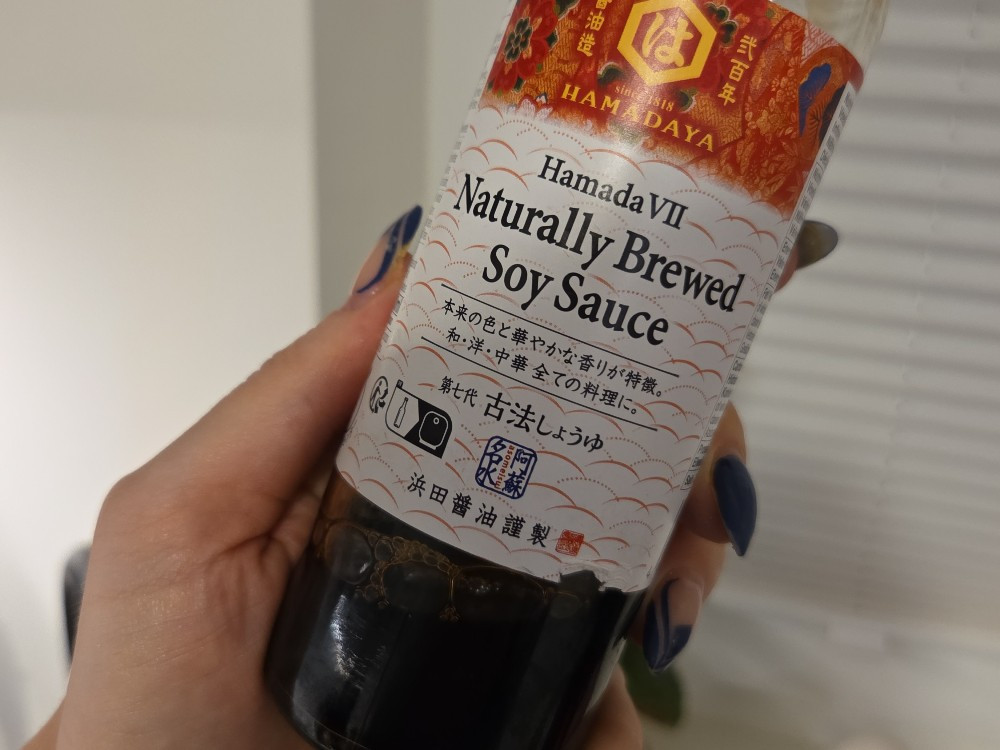 醤油造
は
弐百年
since 1818
HAMADAYA
Hamada VII
Naturally Brewed
Soy Sauce
本来の色と華やかな香りが特徴。
和・洋・中華 全ての料理に。
第七代 古法しょうゆ
阿蘇
asomeisui
名水
浜田醤油謹製